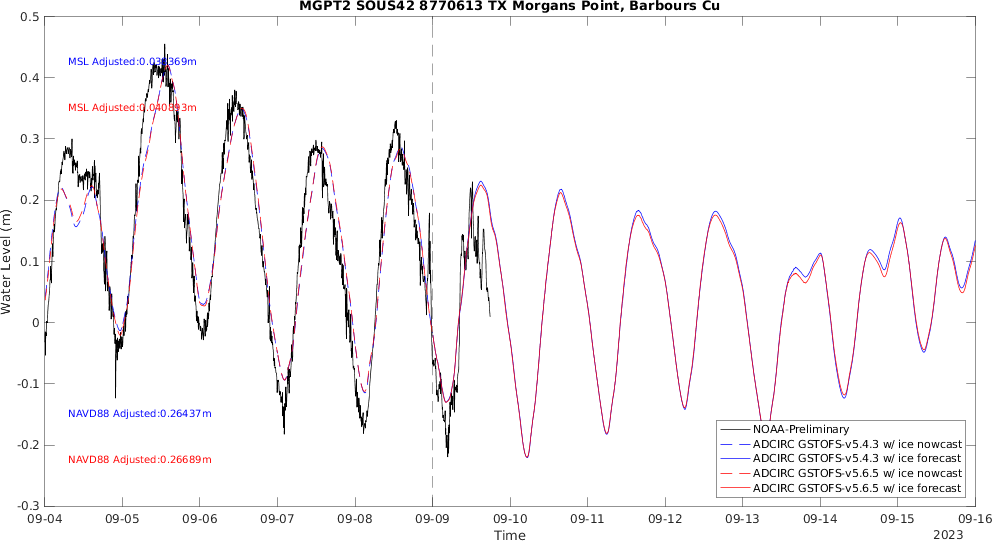 MGPT2 SOUS42 8770613 TX Morgans Point, Barbours Cu
0.5
0.4
0.3
0.2
0.1
0
-0.1
-0.2
-0.3
Water Level (m)
MSL Adjusted:0.038369m
MSL Adjusted:0.040893m
NAVD88 Adjusted:0.26437m
NAVD88 Adjusted:0.26689m
NOAA-Preliminary
ADCIRC GSTOFS-v5.4.3 w/ ice nowcast
ADCIRC GSTOFS-v5.4.3 w/ ice forecast
ADCIRC GSTOFS-v5.6.5 w/ ice nowcast
ADCIRC GSTOFS-v5.6.5 w/ ice forecast
09-04 09-05 09-06 09-07 09-08 09-09 09-10 09-11 09-12 09-13 09-14 09-15 09-16
Time
2023